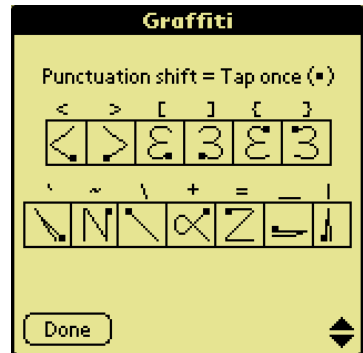 Graffiti
Punctuation shift = Tap once (▪)
< > [ ] { }
` ~ \ + = _ |
Done